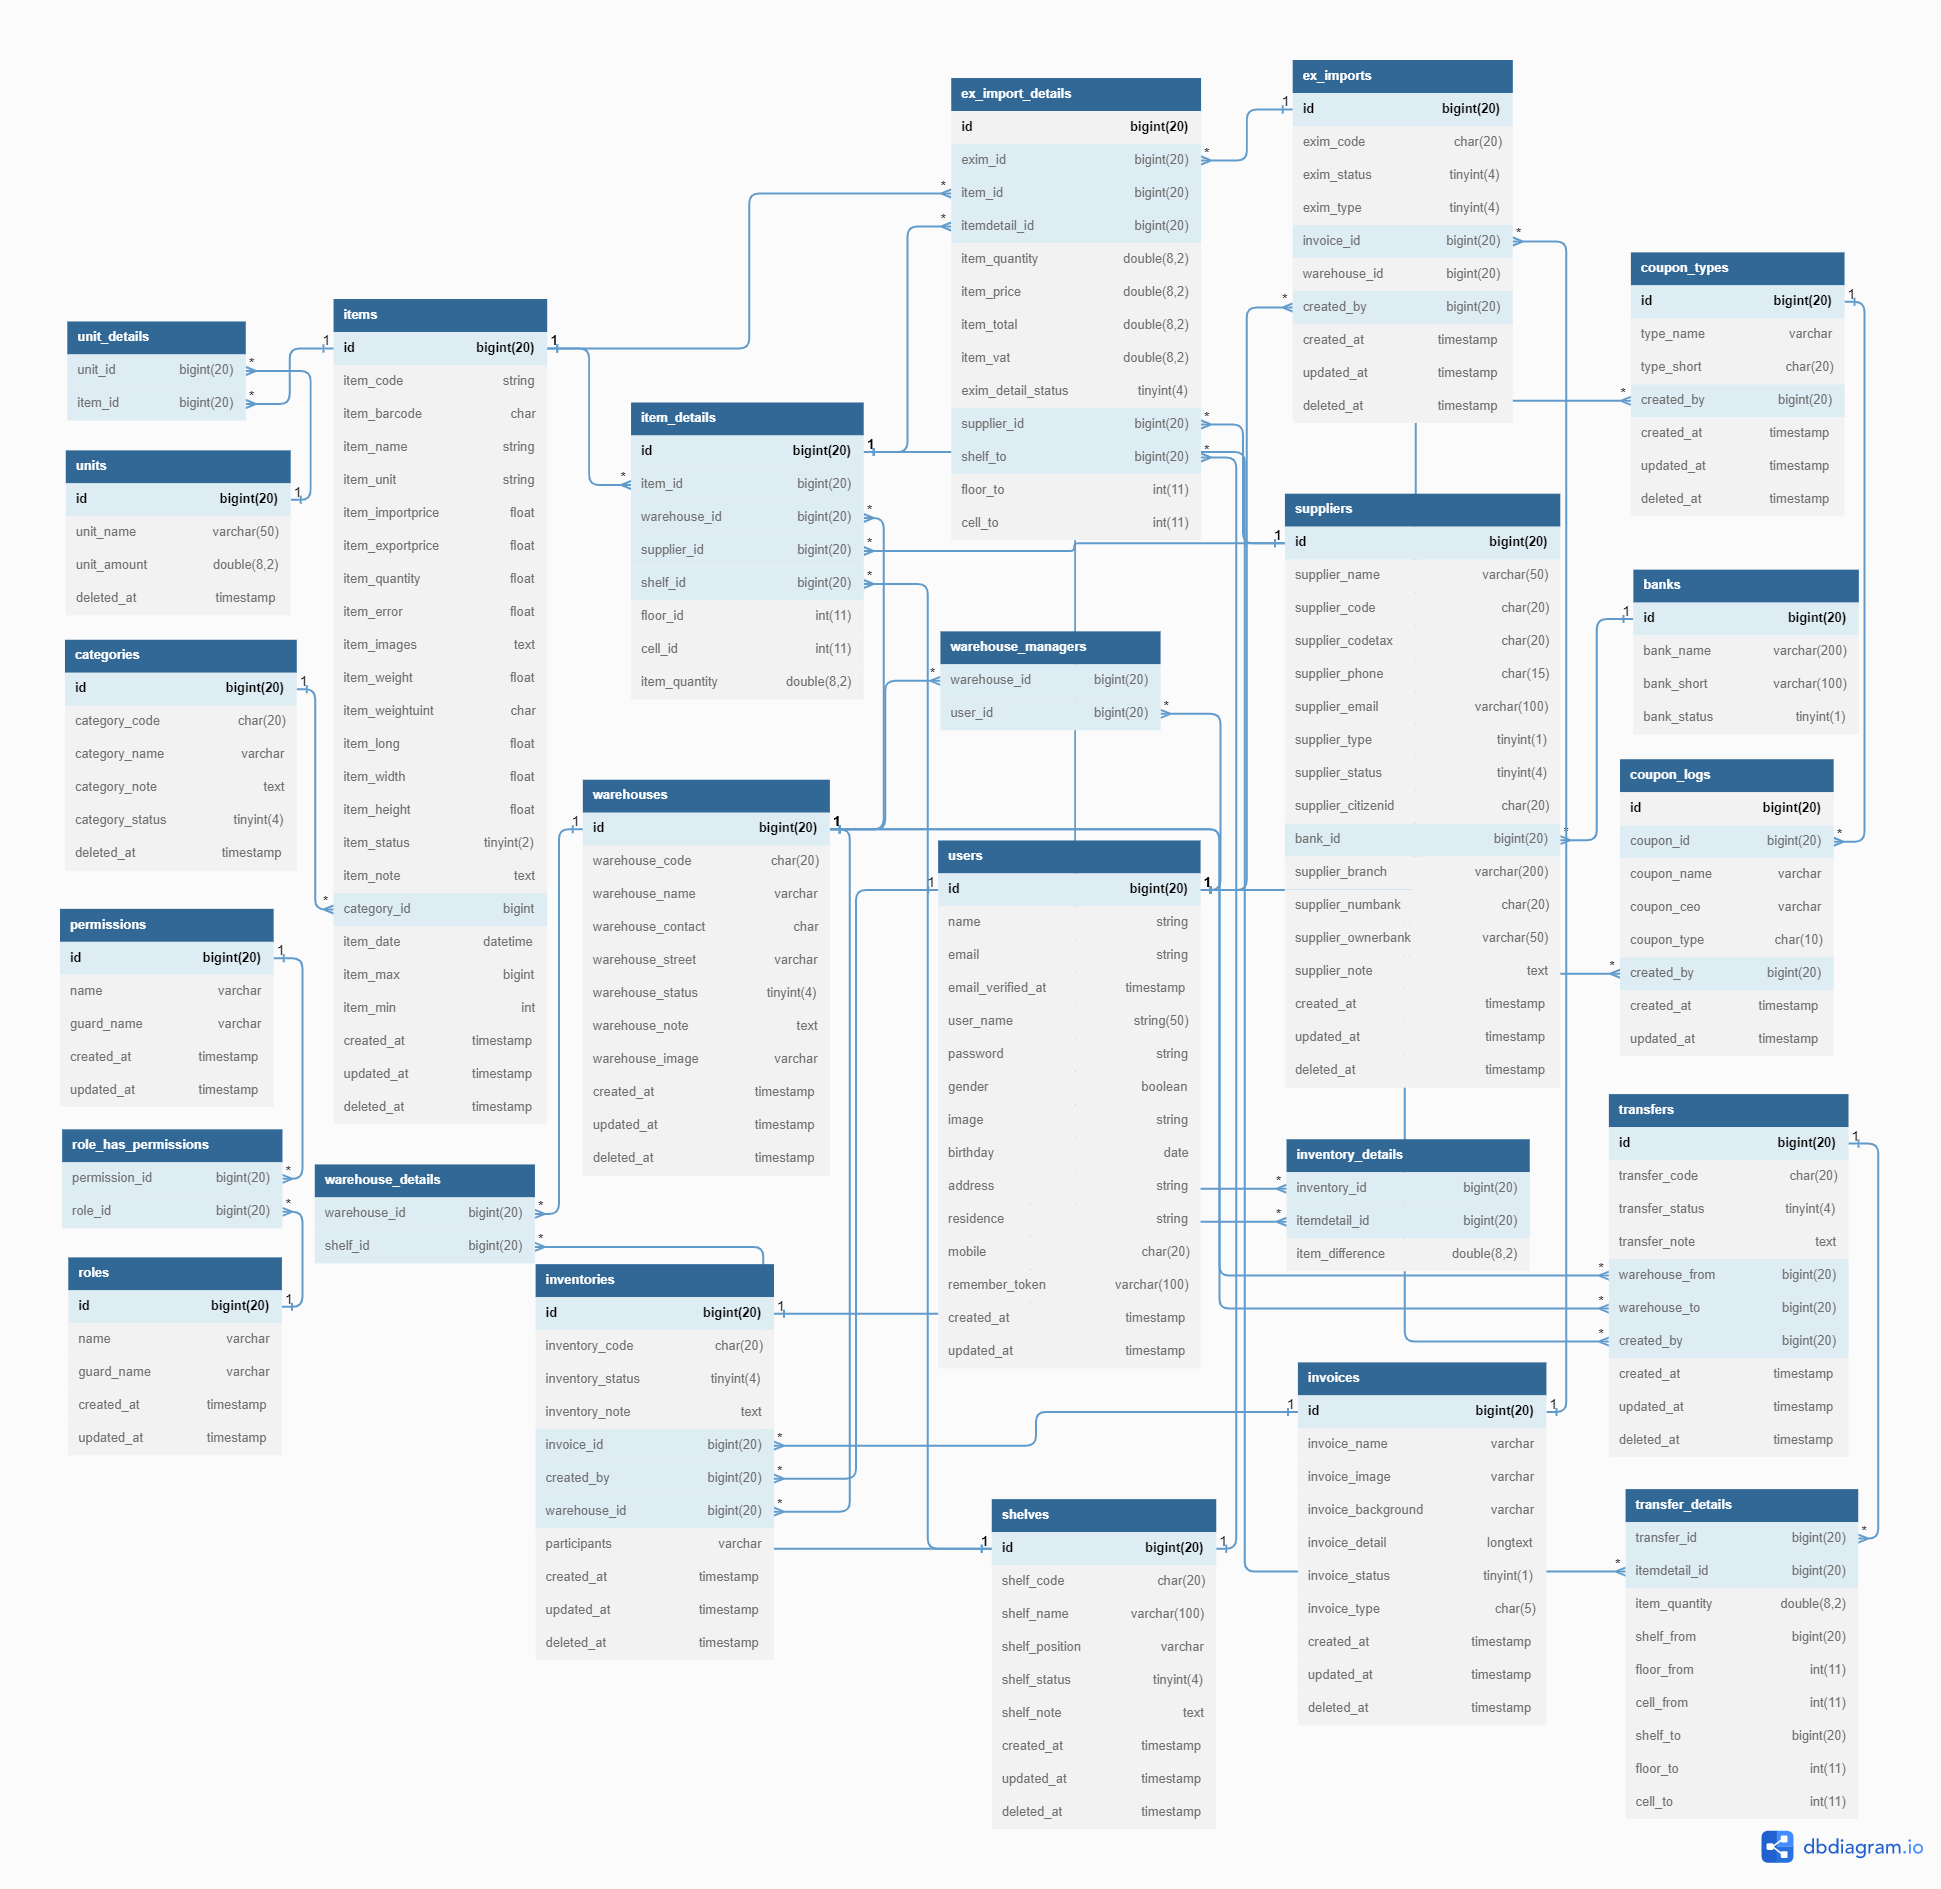 ex_imports
id bigint(20)
exim_code char(20)
exim_status tinyint(4)
exim_type tinyint(4)
invoice_id bigint(20)
warehouse_id bigint(20)
created_by bigint(20)
created_at timestamp
updated_at timestamp
deleted_at timestamp
ex_import_details
id bigint(20)
exim_id bigint(20)
item_id bigint(20)
itemdetail_id bigint(20)
item_quantity double(8,2)
item_price double(8,2)
item_total double(8,2)
item_vat double(8,2)
exim_detail_status tinyint(4)
supplier_id bigint(20)
shelf_to bigint(20)
floor_to int(11)
cell_to int(11)
coupon_types
id bigint(20)
type_name varchar
type_short char(20)
created_by bigint(20)
created_at timestamp
updated_at timestamp
deleted_at timestamp
items
id bigint(20)
item_code string
item_barcode char
item_name string
item_unit string
item_importprice float
item_exportprice float
item_quantity float
item_error float
item_images text
item_weight float
item_weightuint char
item_long float
item_width float
item_height float
item_status tinyint(2)
item_note text
category_id bigint
item_date datetime
item_max bigint
item_min int
created_at timestamp
updated_at timestamp
deleted_at timestamp
unit_details
unit_id bigint(20)
item_id bigint(20)
units
id bigint(20)
unit_name varchar(50)
unit_amount double(8,2)
deleted_at timestamp
categories
id bigint(20)
category_code char(20)
category_name varchar
category_note text
category_status tinyint(4)
deleted_at timestamp
permissions
id bigint(20)
name varchar
guard_name varchar
created_at timestamp
updated_at timestamp
role_has_permissions
permission_id bigint(20)
role_id bigint(20)
roles
id bigint(20)
name varchar
guard_name varchar
created_at timestamp
updated_at timestamp
item_details
id bigint(20)
item_id bigint(20)
warehouse_id bigint(20)
supplier_id bigint(20)
shelf_id bigint(20)
floor_id int(11)
cell_id int(11)
item_quantity double(8,2)
warehouse_managers
warehouse_id bigint(20)
user_id bigint(20)
warehouses
id bigint(20)
warehouse_code char(20)
warehouse_name varchar
warehouse_contact char
warehouse_street varchar
warehouse_status tinyint(4)
warehouse_note text
warehouse_image varchar
created_at timestamp
updated_at timestamp
deleted_at timestamp
warehouse_details
warehouse_id bigint(20)
shelf_id bigint(20)
inventories
id bigint(20)
inventory_code char(20)
inventory_status tinyint(4)
inventory_note text
invoice_id bigint(20)
created_by bigint(20)
warehouse_id bigint(20)
participants varchar
created_at timestamp
updated_at timestamp
deleted_at timestamp
users
id bigint(20)
name string
email string
email_verified_at timestamp
user_name string(50)
password string
gender boolean
image string
birthday date
address string
residence string
mobile char(20)
remember_token varchar(100)
created_at timestamp
updated_at timestamp
shelves
id bigint(20)
shelf_code char(20)
shelf_name varchar(100)
shelf_position varchar
shelf_status tinyint(4)
shelf_note text
created_at timestamp
updated_at timestamp
deleted_at timestamp
suppliers
id bigint(20)
supplier_name varchar(50)
supplier_code char(20)
supplier_codetax char(20)
supplier_phone char(15)
supplier_email varchar(100)
supplier_type tinyint(1)
supplier_status tinyint(4)
supplier_citizenid char(20)
bank_id bigint(20)
supplier_branch varchar(200)
supplier_numbank char(20)
supplier_ownerbank varchar(50)
supplier_note text
created_at timestamp
updated_at timestamp
deleted_at timestamp
inventory_details
inventory_id bigint(20)
itemdetail_id bigint(20)
item_difference double(8,2)
invoices
id bigint(20)
invoice_name varchar
invoice_image varchar
invoice_background varchar
invoice_detail longtext
invoice_status tinyint(1)
invoice_type char(5)
created_at timestamp
updated_at timestamp
deleted_at timestamp
banks
id bigint(20)
bank_name varchar(200)
bank_short varchar(100)
bank_status tinyint(1)
coupon_logs
id bigint(20)
coupon_id bigint(20)
coupon_name varchar
coupon_ceo varchar
coupon_type char(10)
created_by bigint(20)
created_at timestamp
updated_at timestamp
transfers
id bigint(20)
transfer_code char(20)
transfer_status tinyint(4)
transfer_note text
warehouse_from bigint(20)
warehouse_to bigint(20)
created_by bigint(20)
created_at timestamp
updated_at timestamp
deleted_at timestamp
transfer_details
transfer_id bigint(20)
itemdetail_id bigint(20)
item_quantity double(8,2)
shelf_from bigint(20)
floor_from int(11)
cell_from int(11)
shelf_to bigint(20)
floor_to int(11)
cell_to int(11)
dbdiagram.io